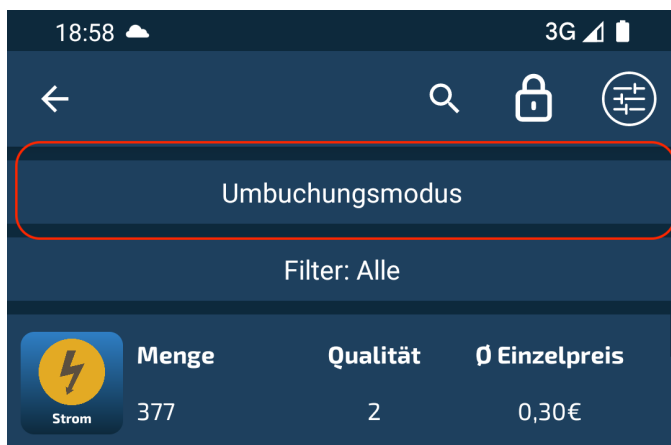 18:58 3G
Umbuchungsmodus
Filter: Alle
Menge Qualität Ø Einzelpreis
Strom 377 2 0,30€